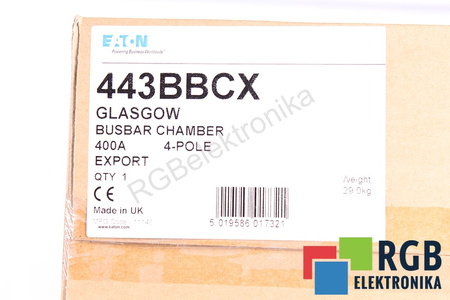 EATON
Powering Business Worldwide
443BBCX
GLASGOW
BUSBAR CHAMBER
400A 4-POLE
EXPORT
QTY 1
Weight
29.0kg
CE
Made in UK
5 019586 017321
www.eaton.com
RGBelektronika
RGB
ELEKTRONIKA